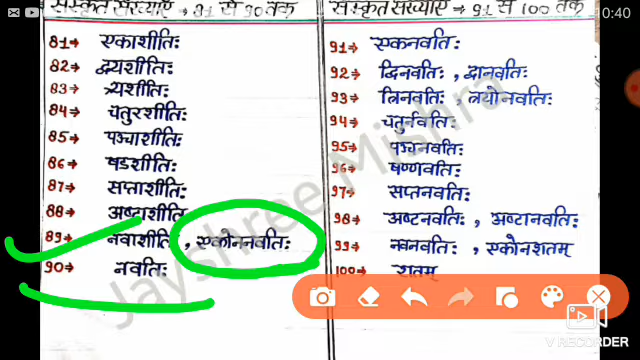 संस्कृत संख्याएँ → 81 से 90 तक
81→ एकाशीतिः
82→ द्वयशीतिः
83→ त्र्यशीतिः
84→ चतुरशीतिः
85→ पञ्चाशीतिः
86→ षडशीतिः
87→ सप्ताशीतिः
88→ अष्टाशीति
89→ नवाशीतिः, एकोननवतिः
90→ नवतिः
संस्कृत संख्याएँ → 91 से 100 तक
91→ एकनवतिः
92→ द्विनवतिः, द्वानवतिः
93→ त्रिनवतिः, त्रयोनवतिः
94→ चतुर्नवतिः
95→ पञ्चनवतिः
96→ षण्णवतिः
97→ सप्तनवतिः
98→ अष्टनवतिः, अष्टानवतिः
99→ नवनवतिः, एकोनशतम्
100→ शतम्
Jayshree Mishra
0:40
V RECORDER